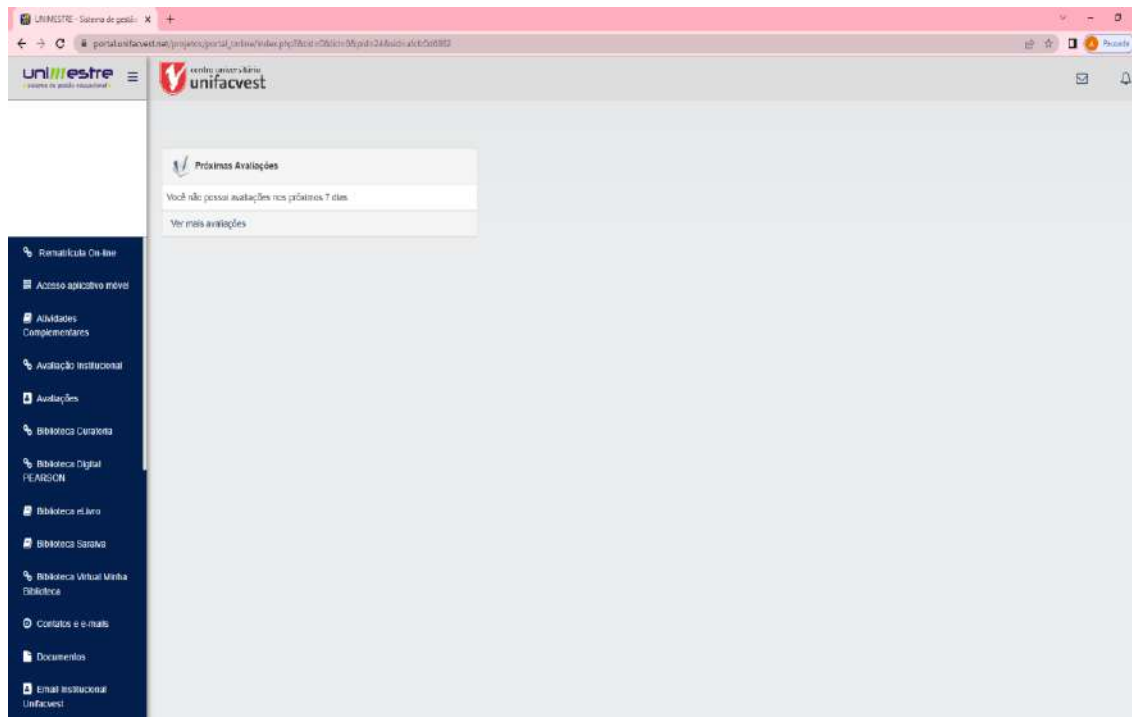 UNIMESTRE - Sistema de gestão
unimestre
centro universitário
unifacvest
Próximas Avaliações
Você não possui avaliações nos próximos 7 dias
Ver mais avaliações
Rematrícula On-line
Acesso aplicativo móvel
Atividades
Complementares
Avaliação Institucional
Avaliações
Biblioteca Curatoria
Biblioteca Digital
PEARSON
Biblioteca eLivro
Biblioteca Saraiva
Biblioteca Virtual Minha
Biblioteca
Contatos e e-mails
Documentos
Email Institucional
Unifacvest